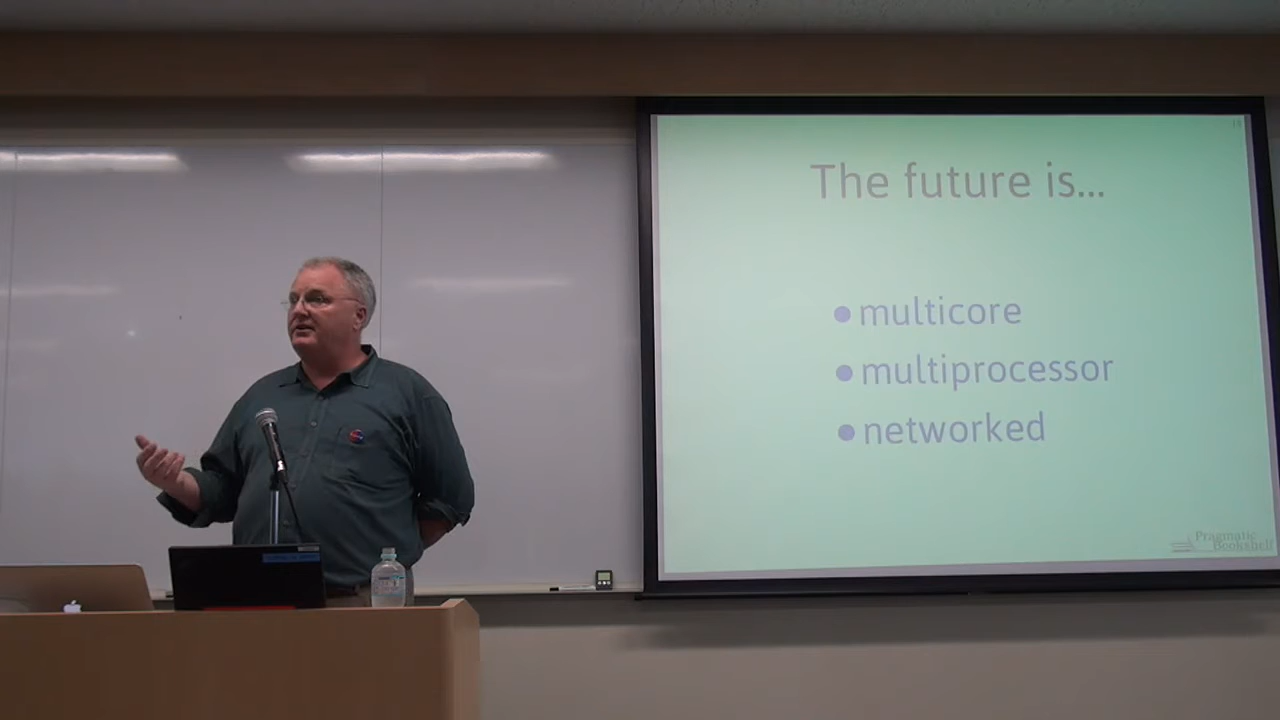 The future is...
• multicore
• multiprocessor
• networked
Pragmatic
Bookshelf